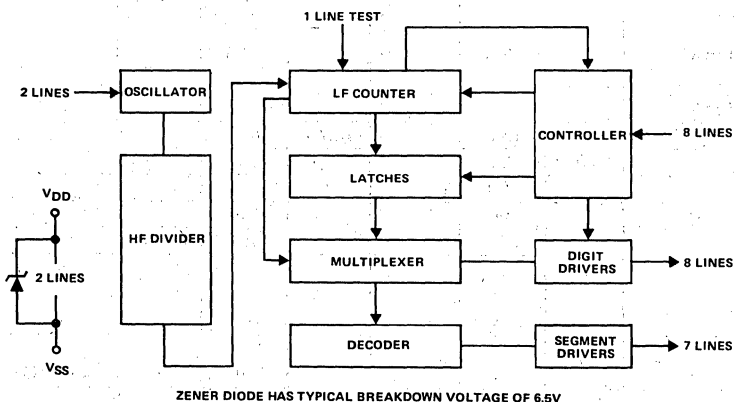 1 LINE TEST
2 LINES
OSCILLATOR
LF COUNTER
CONTROLLER
8 LINES
LATCHES
VDD
HF DIVIDER
2 LINES
MULTIPLEXER
DIGIT
DRIVERS
8 LINES
VSS
DECODER
SEGMENT
DRIVERS
7 LINES
ZENER DIODE HAS TYPICAL BREAKDOWN VOLTAGE OF 6.5V